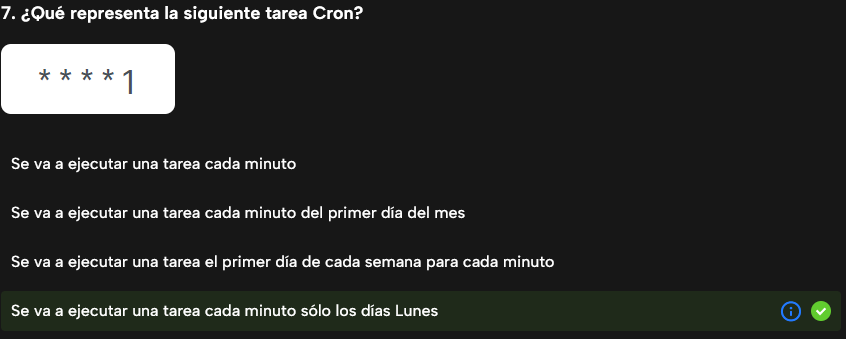 7. ¿Qué representa la siguiente tarea Cron?
* * * * 1
Se va a ejecutar una tarea cada minuto
Se va a ejecutar una tarea cada minuto del primer día del mes
Se va a ejecutar una tarea el primer día de cada semana para cada minuto
Se va a ejecutar una tarea cada minuto sólo los días Lunes